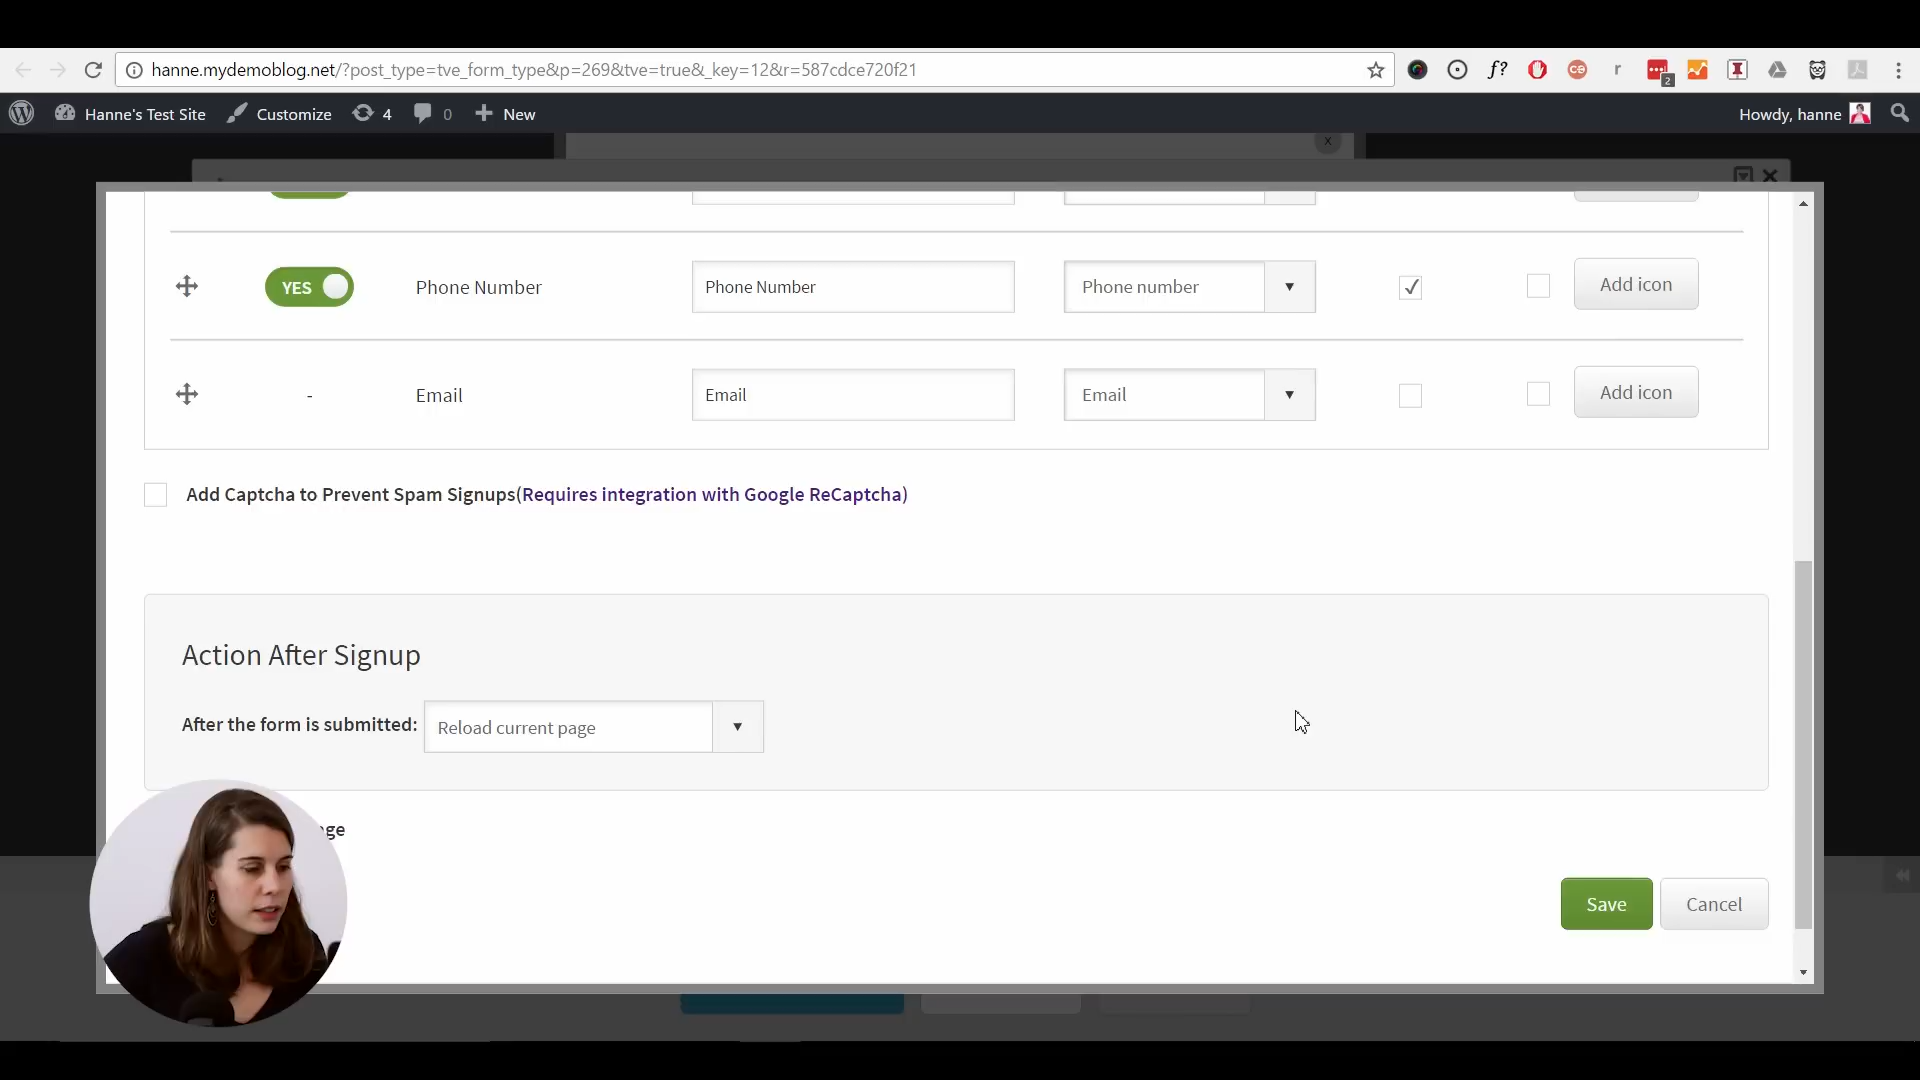 hanne.mydemoblog.net/?post_type=tve_form_type&p=269&tve=true&_key=12&r=587cdce720f21
f?
CB
r
2
Hanne's Test Site
Customize
4
0
New
Howdy, hanne
x
YES
Phone Number
Phone Number
Phone number
Add icon
-
Email
Email
Email
Add icon
Add Captcha to Prevent Spam Signups(Requires integration with Google ReCaptcha)
Action After Signup
After the form is submitted:
Reload current page
Save
Cancel